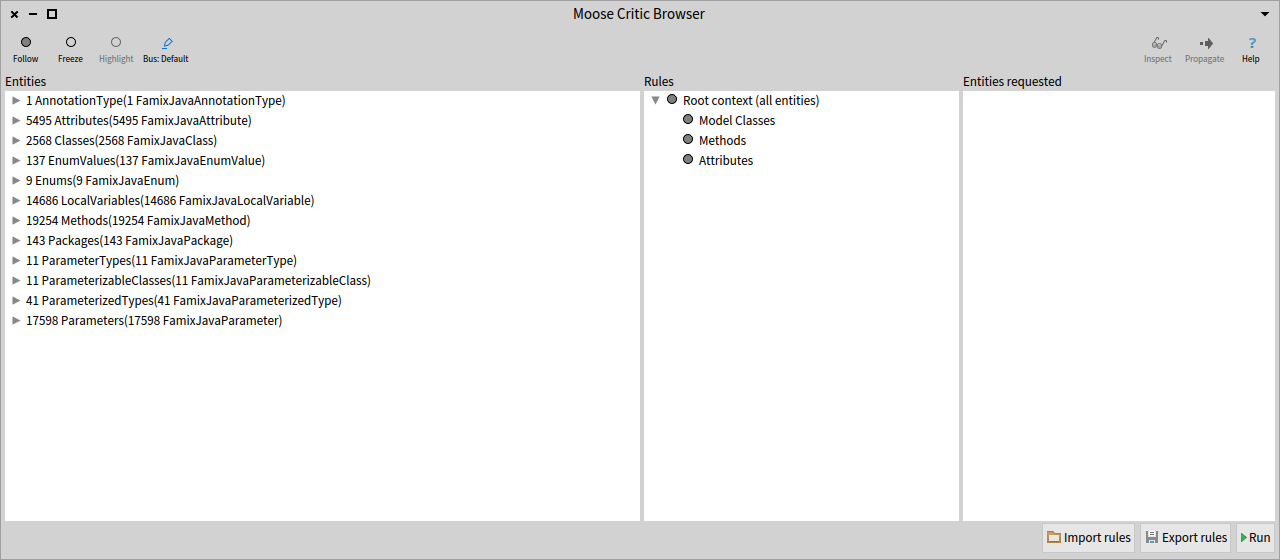 Moose Critic Browser
Follow Freeze Highlight Bus: Default Inspect Propagate ? Help
Entities
1 AnnotationType(1 FamixJavaAnnotationType)
5495 Attributes(5495 FamixJavaAttribute)
2568 Classes(2568 FamixJavaClass)
137 EnumValues(137 FamixJavaEnumValue)
9 Enums(9 FamixJavaEnum)
14686 LocalVariables(14686 FamixJavaLocalVariable)
19254 Methods(19254 FamixJavaMethod)
143 Packages(143 FamixJavaPackage)
11 ParameterTypes(11 FamixJavaParameterType)
11 ParameterizableClasses(11 FamixJavaParameterizableClass)
41 ParameterizedTypes(41 FamixJavaParameterizedType)
17598 Parameters(17598 FamixJavaParameter)
Rules
Root context (all entities)
Model Classes
Methods
Attributes
Entities requested
Import rules Export rules Run